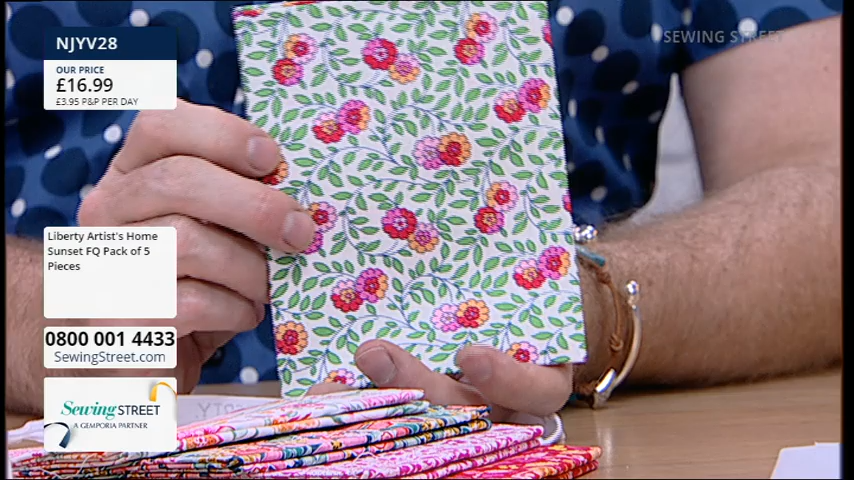 NJYV28
OUR PRICE
£16.99
£3.95 P&P PER DAY
SEWING STREET
Liberty Artist's Home
Sunset FQ Pack of 5
Pieces
0800 001 4433
SewingStreet.com
Sewing STREET
A GEMPORIA PARTNER